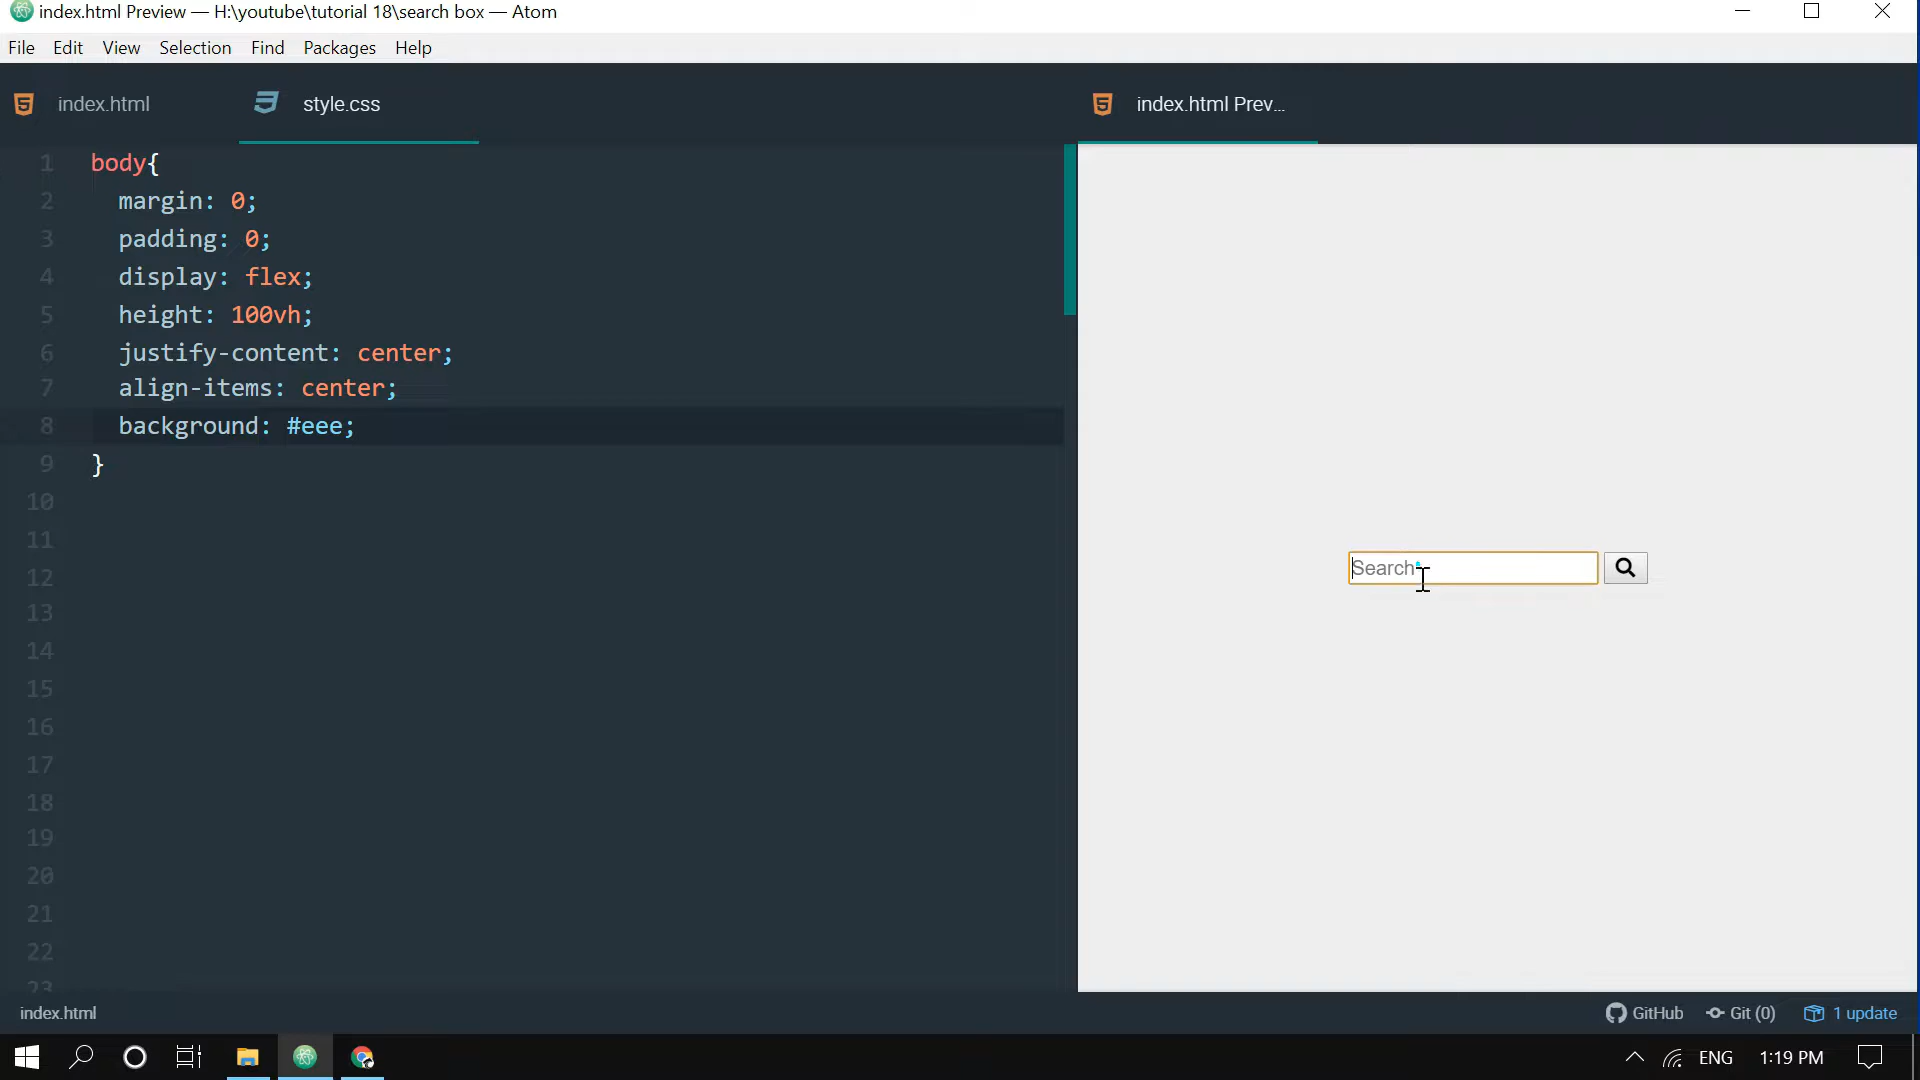 index.html Preview — H:\youtube\tutorial 18\search box — Atom
File Edit View Selection Find Packages Help
index.html style.css index.html Prev...
1 body{
2 margin: 0;
3 padding: 0;
4 display: flex;
5 height: 100vh;
6 justify-content: center;
7 align-items: center;
8 background: #eee;
9 }
10
11
12
13
14
15
16
17
18
19
20
21
22
23
Search
index.html GitHub Git (0) 1 update
ENG 1:19 PM